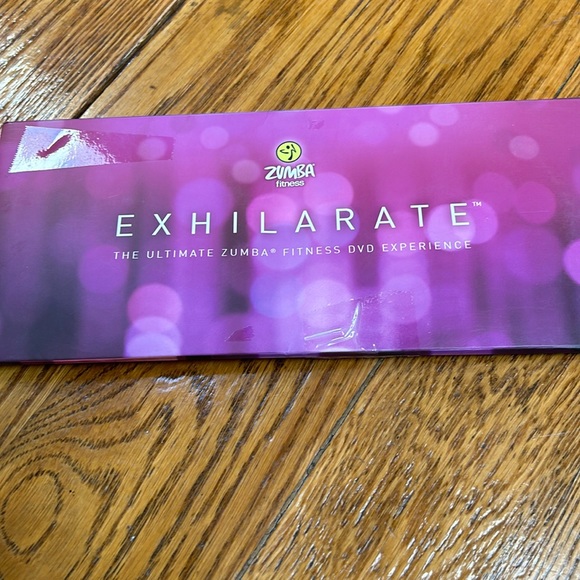 ZUMBA®
fitness
EXHILARATE™
THE ULTIMATE ZUMBA® FITNESS DVD EXPERIENCE